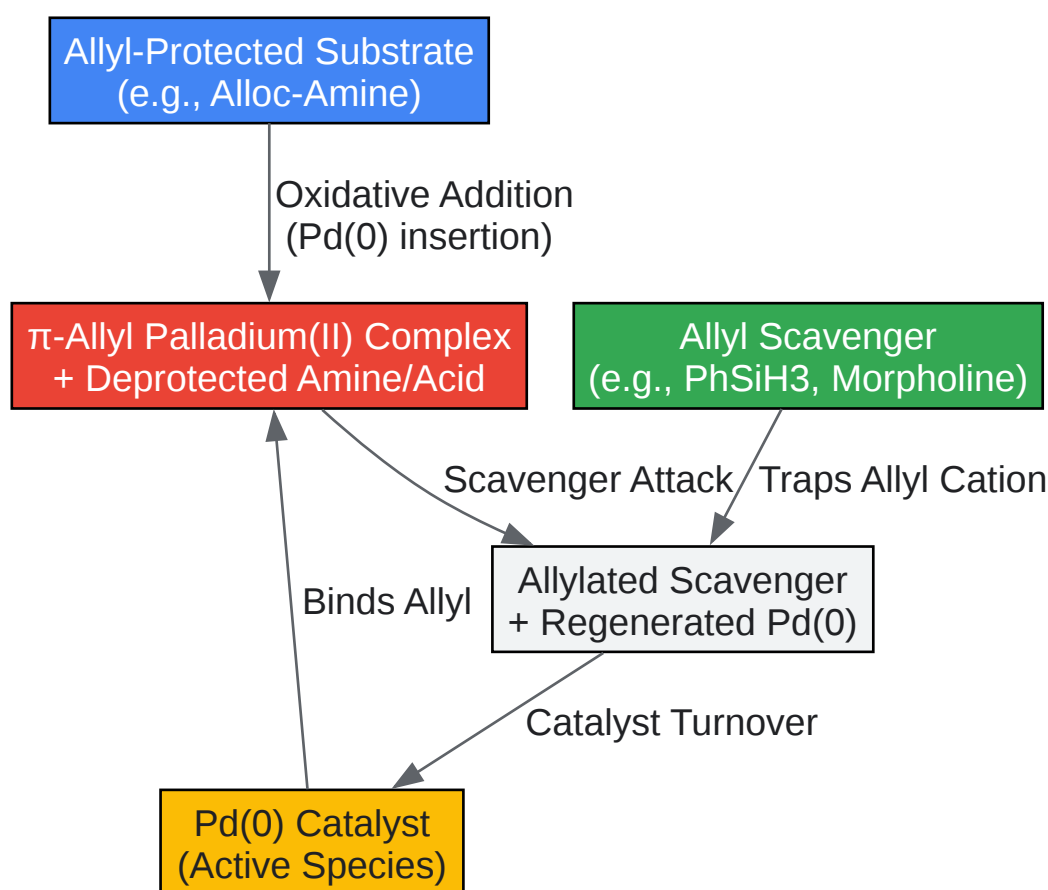 Allyl-Protected Substrate
(e.g., Alloc-Amine)
Oxidative Addition
(Pd(0) insertion)
π-Allyl Palladium(II) Complex
+ Deprotected Amine/Acid
Allyl Scavenger
(e.g., PhSiH3, Morpholine)
Scavenger Attack
Traps Allyl Cation
Allylated Scavenger
+ Regenerated Pd(0)
Binds Allyl
Catalyst Turnover
Pd(0) Catalyst
(Active Species)